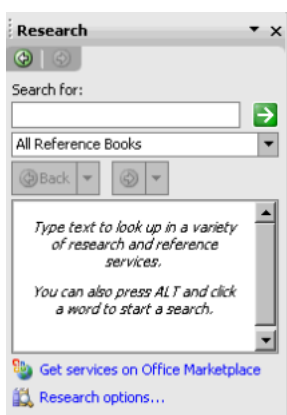 Research
Search for:
All Reference Books
Back
Type text to look up in a variety
of research and reference
services.
You can also press ALT and click
a word to start a search.
Get services on Office Marketplace
Research options...